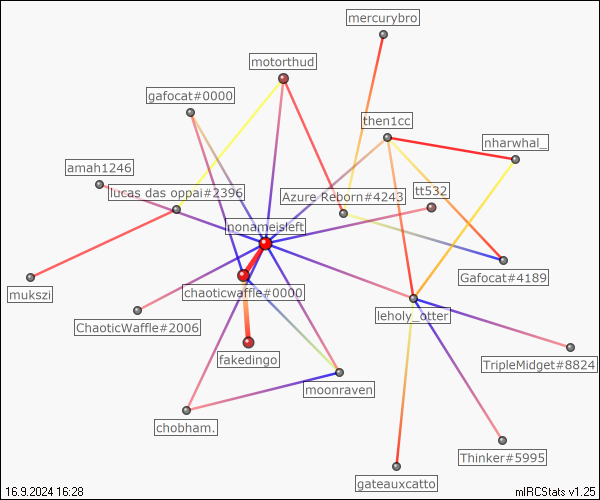 mercurybro
motorthud
gafocat#0000
then1cc
nharwhal_
amah1246
lucas das oppai#2396
Azure Reborn#4243
tt532
nonameisleft
Gafocat#4189
mukszi
chaoticwaffle#0000
ChaoticWaffle#2006
leholy_otter
fakedingo
TripleMidget#8824
moonraven
chobham.
Thinker#5995
gateauxcatto
16.9.2024 16:28
mIRCStats v1.25